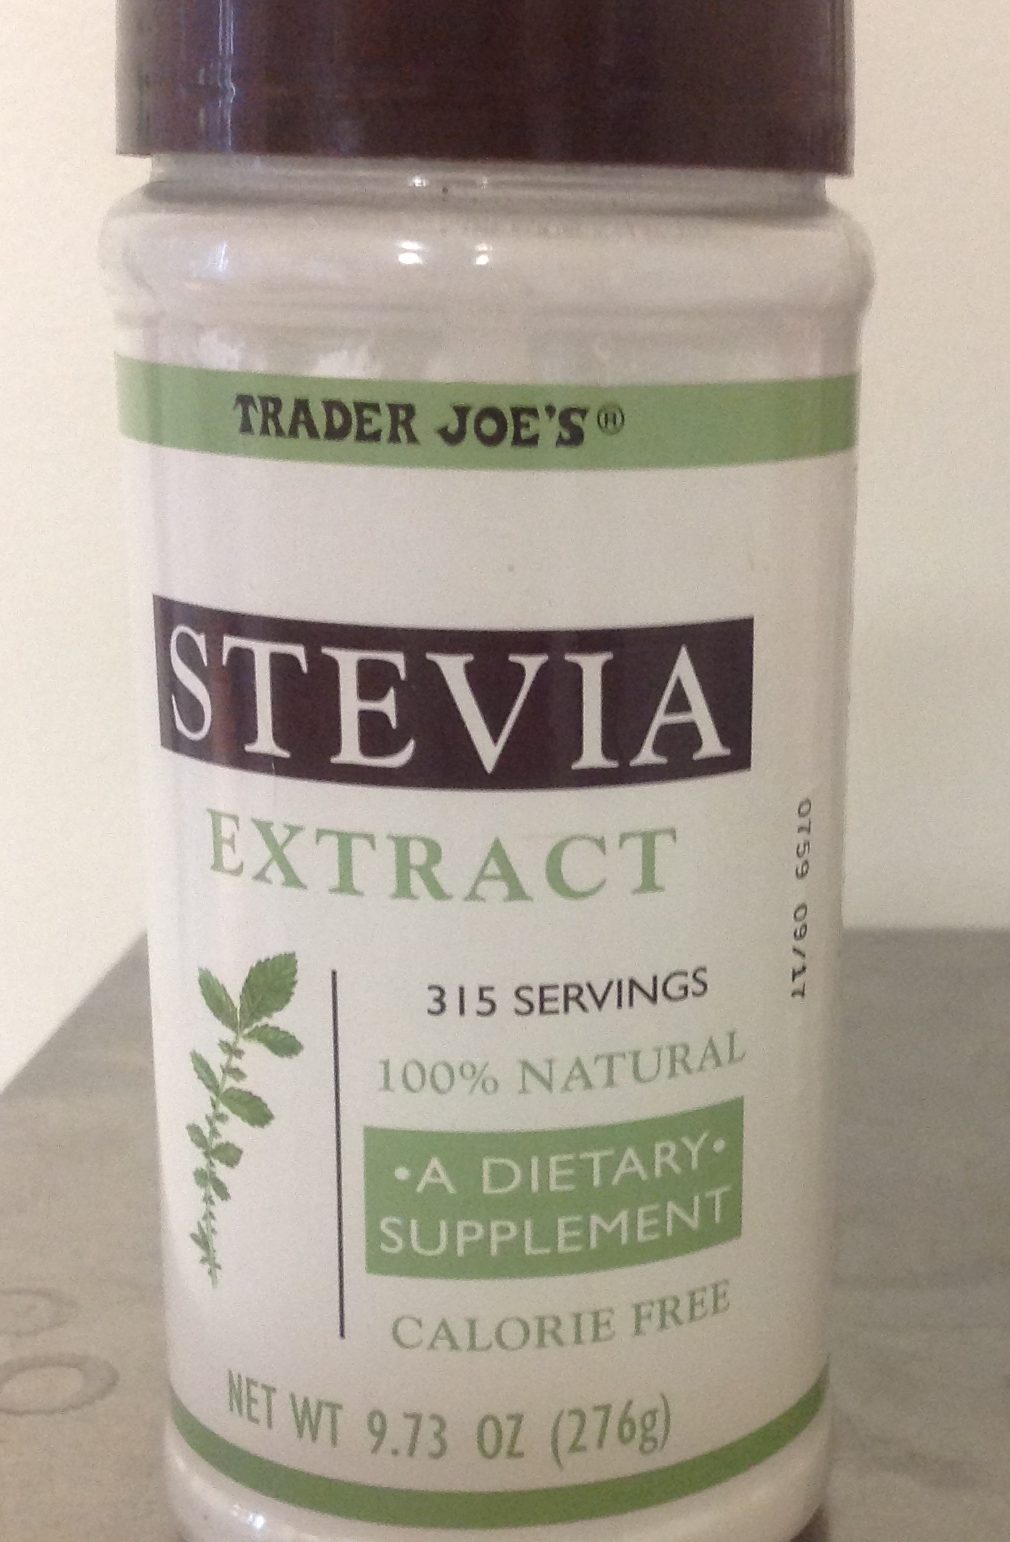 TRADER JOE'S®
STEVIA
EXTRACT
315 SERVINGS
100% NATURAL
•A DIETARY•
SUPPLEMENT
CALORIE FREE
NET WT 9.73 OZ (276g)
0759 09/17